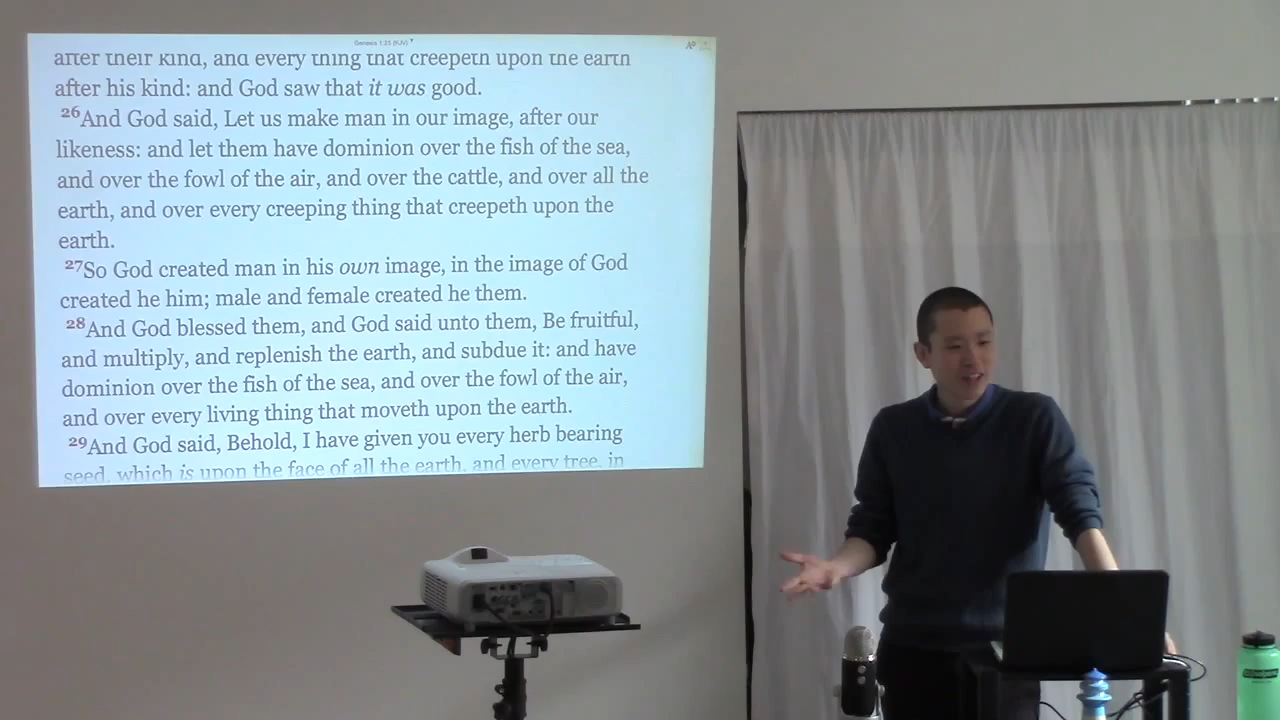 Genesis 1:25 (KJV)
after their kind, and every thing that creepeth upon the earth
after his kind: and God saw that it was good.
26And God said, Let us make man in our image, after our
likeness: and let them have dominion over the fish of the sea,
and over the fowl of the air, and over the cattle, and over all the
earth, and over every creeping thing that creepeth upon the
earth.
27So God created man in his own image, in the image of God
created he him; male and female created he them.
28And God blessed them, and God said unto them, Be fruitful,
and multiply, and replenish the earth, and subdue it: and have
dominion over the fish of the sea, and over the fowl of the air,
and over every living thing that moveth upon the earth.
29And God said, Behold, I have given you every herb bearing
seed, which is upon the face of all the earth, and every tree, in